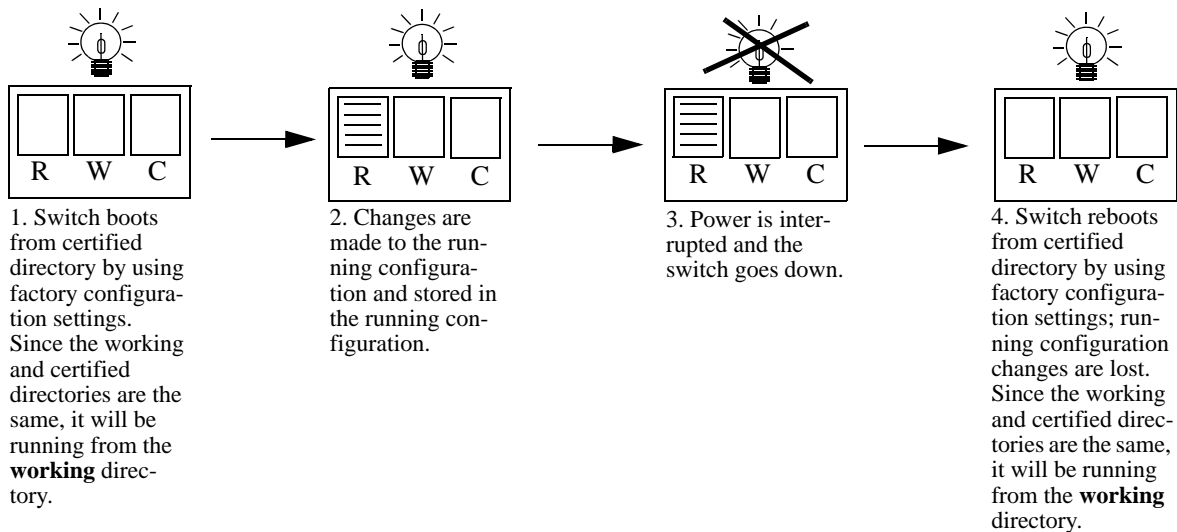 R W C
1. Switch boots
from certified
directory by using
factory configura-
tion settings.
Since the working
and certified
directories are the
same, it will be
running from the
working direc-
tory.
R W C
2. Changes are
made to the run-
ning configura-
tion and stored in
the running con-
figuration.
R W C
3. Power is inter-
rupted and the
switch goes down.
R W C
4. Switch reboots
from certified
directory by using
factory configura-
tion settings; run-
ning configuration
changes are lost.
Since the working
and certified direc-
tories are the same,
it will be running
from the working
directory.